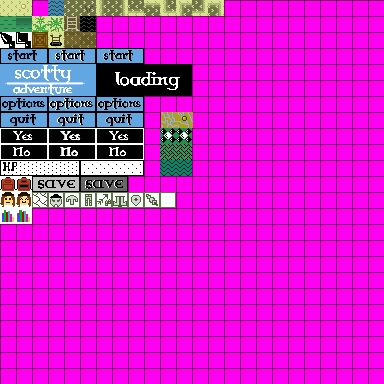 start start start
scotty
adventure
loading
options options options
quit quit quit
Yes Yes Yes
No No No
HP
save save